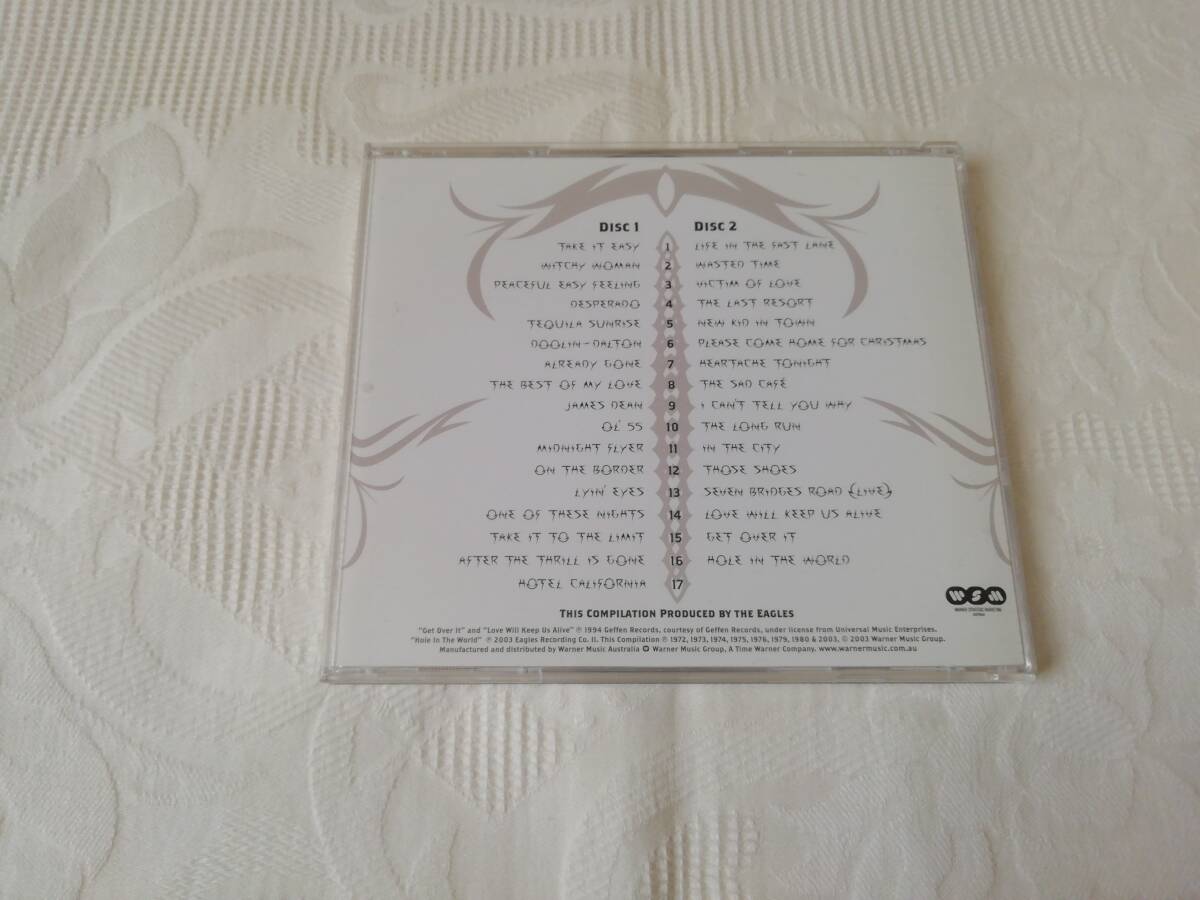 DISC 1 DISC 2
TAKE IT EASY 1 LIFE IN THE FAST LANE
WITCHY WOMAN 2 WASTED TIME
PEACEFUL EASY FEELING 3 VICTIM OF LOVE
DESPERADO 4 THE LAST RESORT
TEQUILA SUNRISE 5 NEW KID IN TOWN
DOOLIN-DALTON 6 PLEASE COME HOME FOR CHRISTMAS
ALREADY GONE 7 HEARTACHE TONIGHT
THE BEST OF MY LOVE 8 THE SAD CAFÉ
JAMES DEAN 9 I CAN'T TELL YOU WHY
OL' 55 10 THE LONG RUN
MIDNIGHT FLYER 11 IN THE CITY
ON THE BORDER 12 THOSE SHOES
LYIN' EYES 13 SEVEN BRIDGES ROAD (LIVE)
ONE OF THESE NIGHTS 14 LOVE WILL KEEP US ALIVE
TAKE IT TO THE LIMIT 15 GET OVER IT
AFTER THE THRILL IS GONE 16 HOLE IN THE WORLD
HOTEL CALIFORNIA 17
THIS COMPILATION PRODUCED BY THE EAGLES
"Get Over It" and "Love Will Keep Us Alive" ℗ 1994 Geffen Records, courtesy of Geffen Records, under license from Universal Music Enterprises.
"Hole In The World" ℗ 2003 Eagles Recording Co. II. This Compilation ℗ 1972, 1973, 1974, 1975, 1976, 1979, 1980 & 2003, © 2003 Warner Music Group.
Manufactured and distributed by Warner Music Australia Warner Music Group, A Time Warner Company. www.warnermusic.com.au
WSM
WARNER STRATEGIC MARKETING
AUSTRALIA